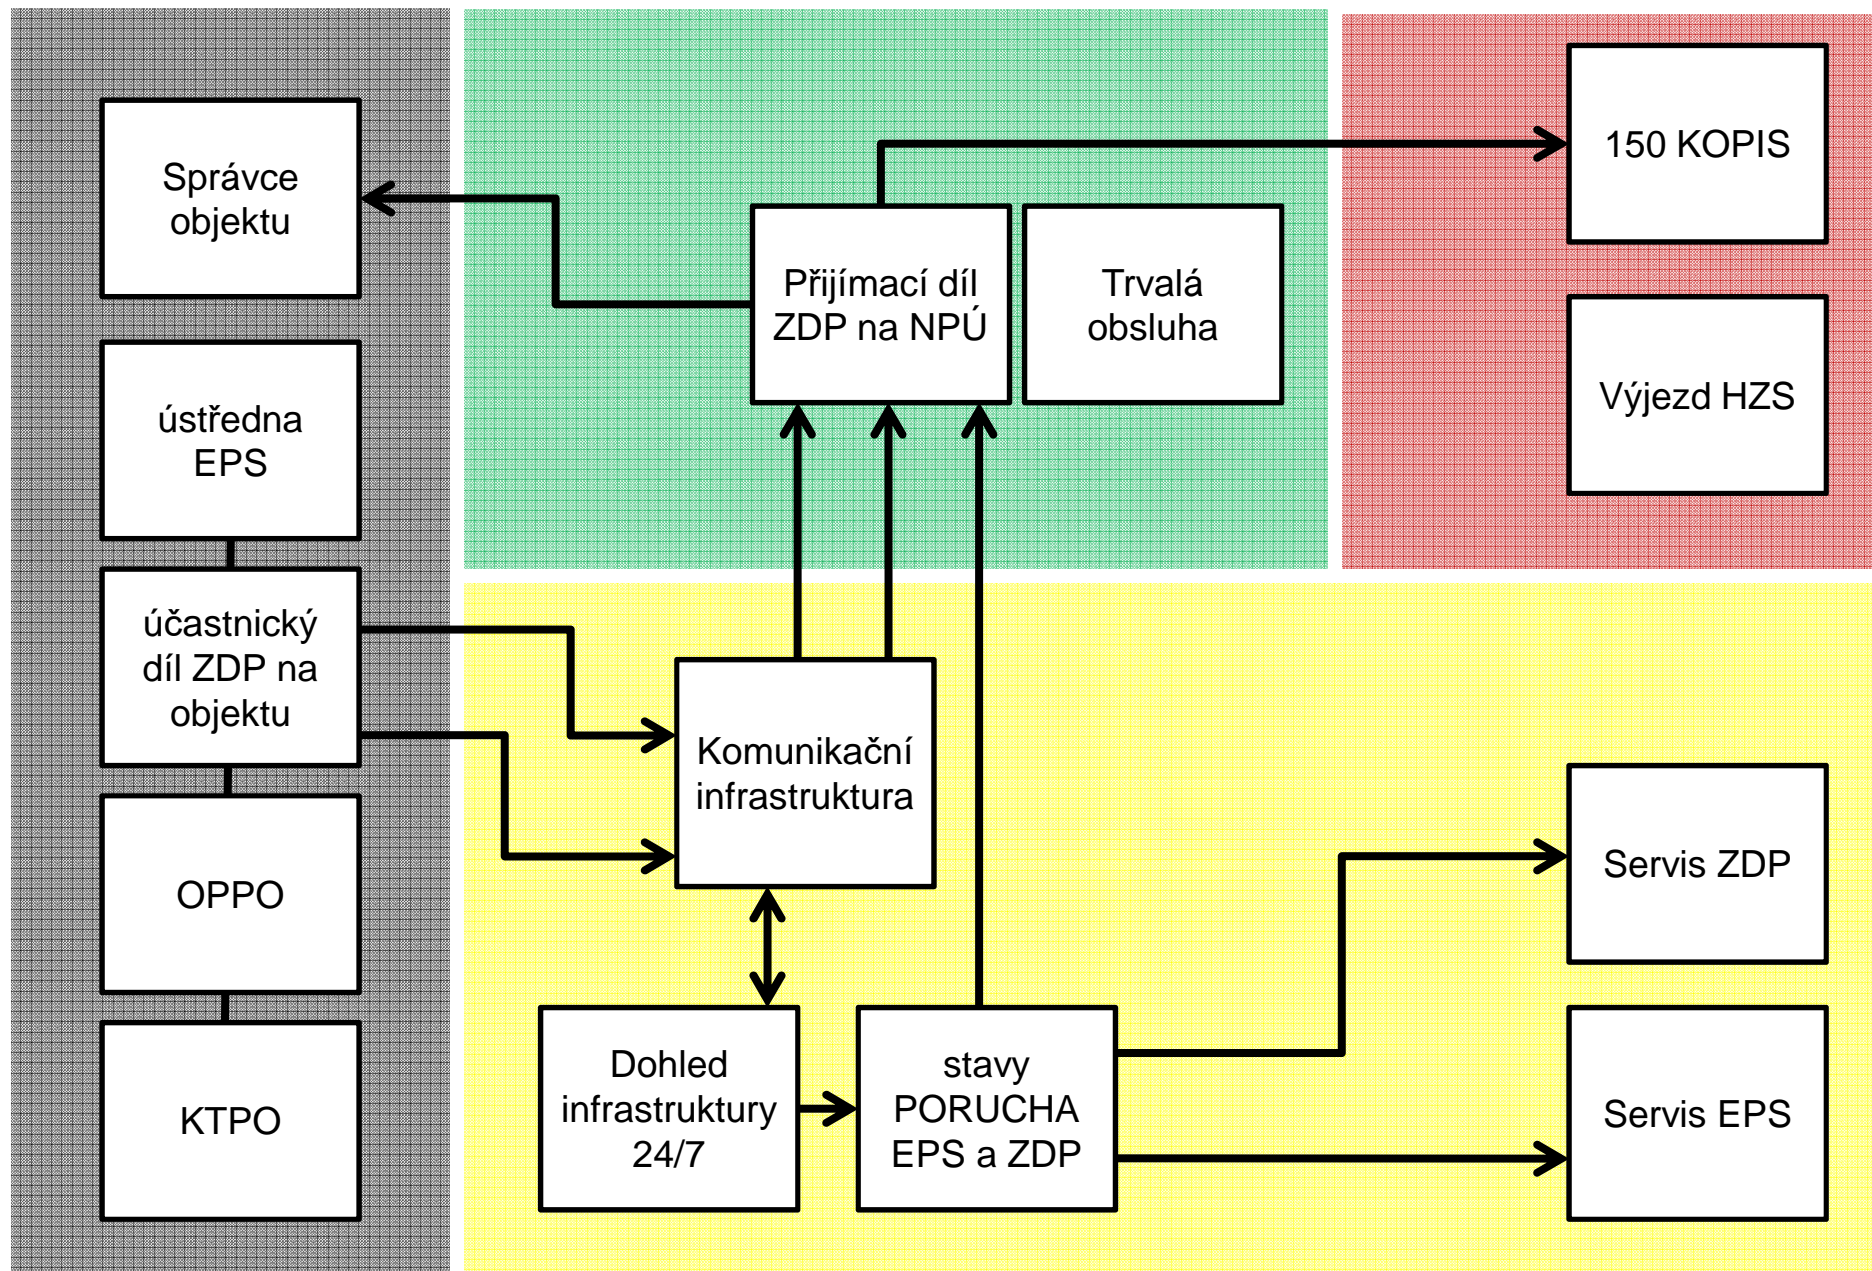 Správce
objektu
ústředna
EPS
účastnický
díl ZDP na
objektu
OPPO
KTPO
Přijímací díl
ZDP na NPÚ
Trvalá
obsluha
150 KOPIS
Výjezd HZS
Komunikační
infrastruktura
Dohled
infrastruktury
24/7
stavy
PORUCHA
EPS a ZDP
Servis ZDP
Servis EPS